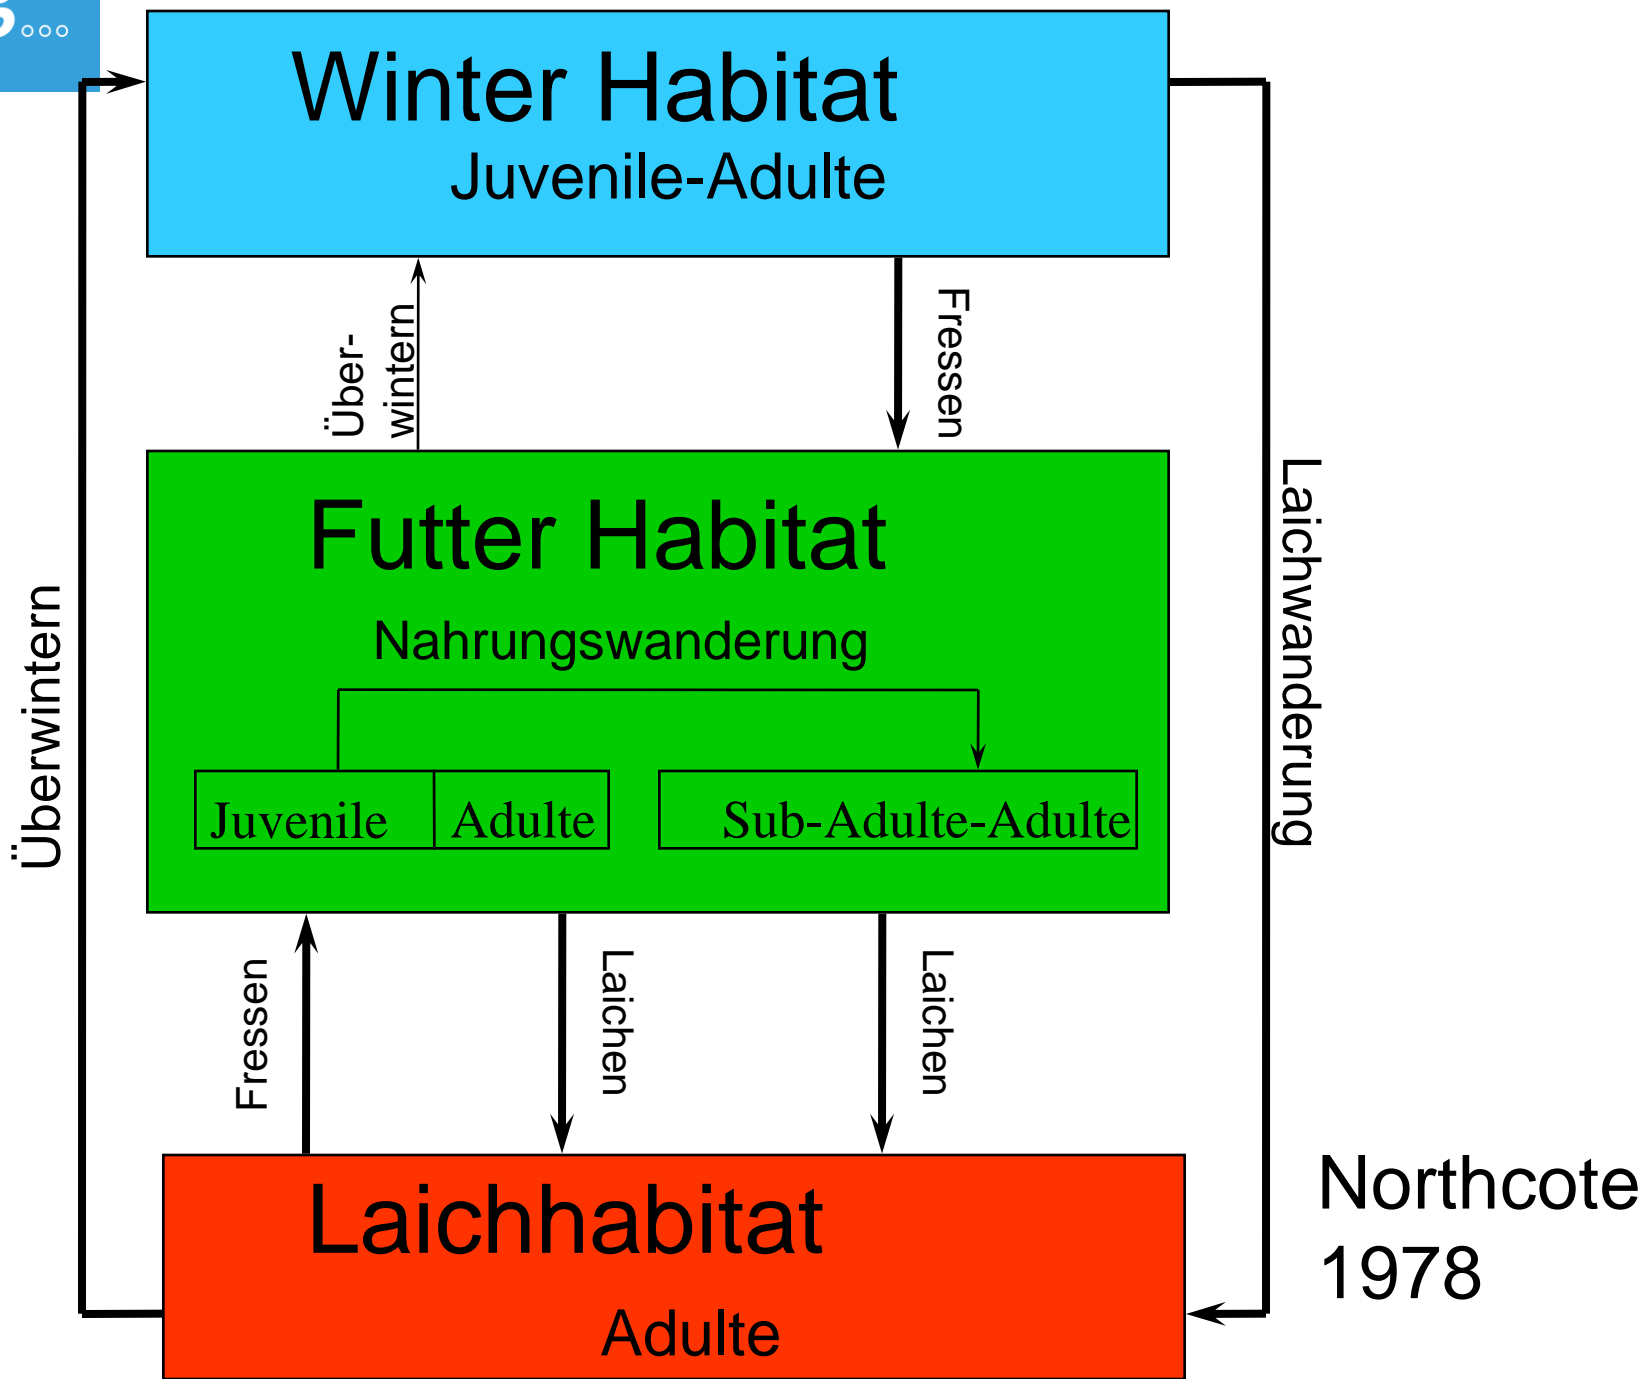 Winter Habitat
Juvenile-Adulte
Über-
wintern
Fressen
Futter Habitat
Nahrungswanderung
Juvenile
Adulte
Sub-Adulte-Adulte
Überwintern
Laichwanderung
Fressen
Laichen
Laichen
Laichhabitat
Adulte
Northcote
1978